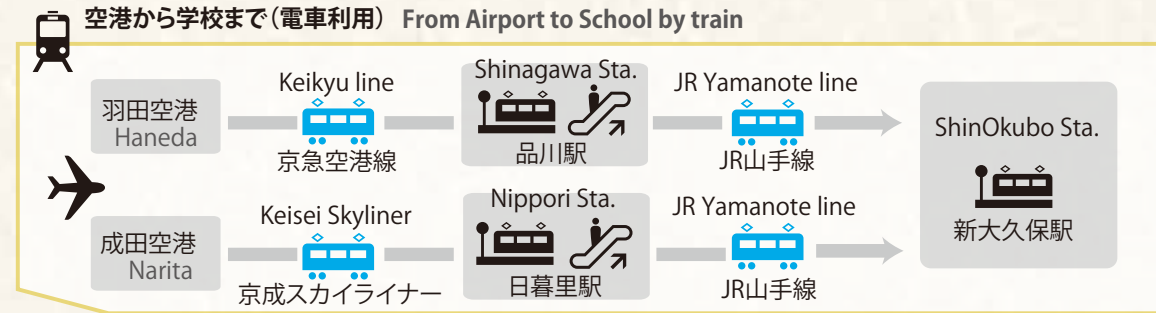 空港から学校まで（電車利用） From Airport to School by train
羽田空港
Haneda
Keikyu line
京急空港線
Shinagawa Sta.
品川駅
JR Yamanote line
JR山手線
成田空港
Narita
Keisei Skyliner
京成スカイライナー
Nippori Sta.
日暮里駅
JR Yamanote line
JR山手線
ShinOkubo Sta.
新大久保駅